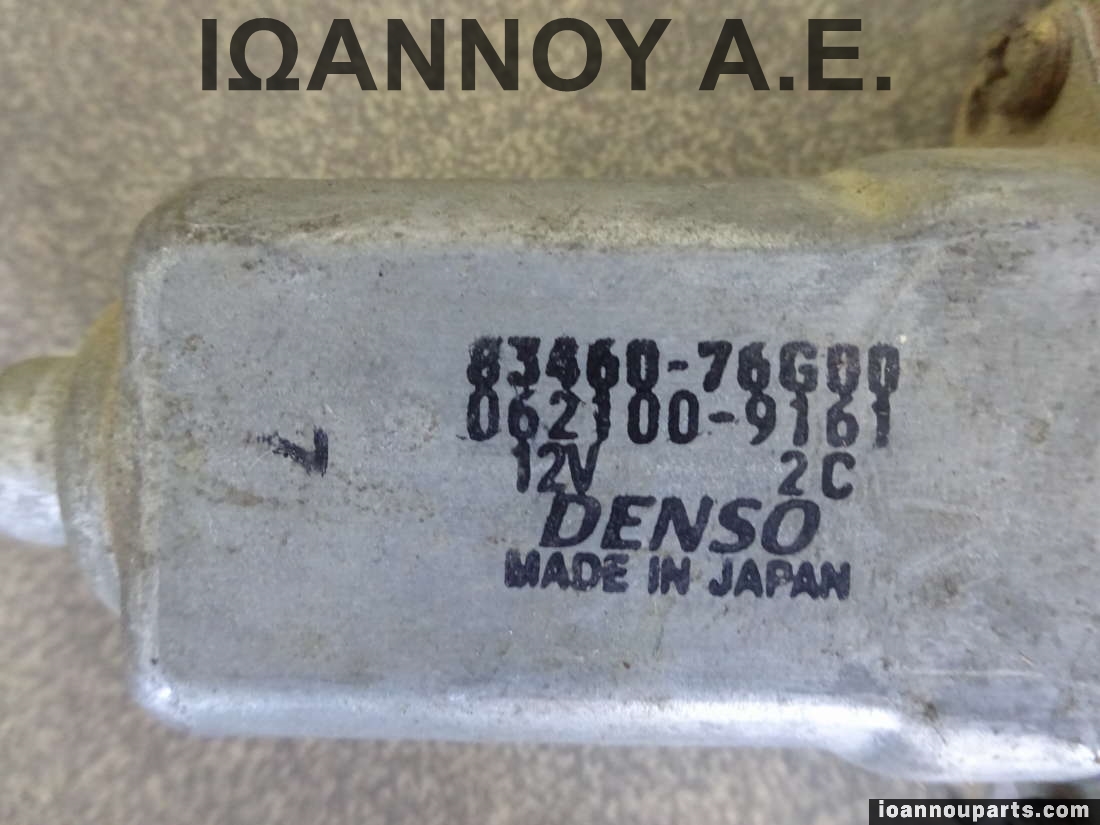 ΙΩΑΝΝΟΥ Α.Ε.
83460-76G00
062100-9161
12V 2C
DENSO
MADE IN JAPAN
L
ioannouparts.com